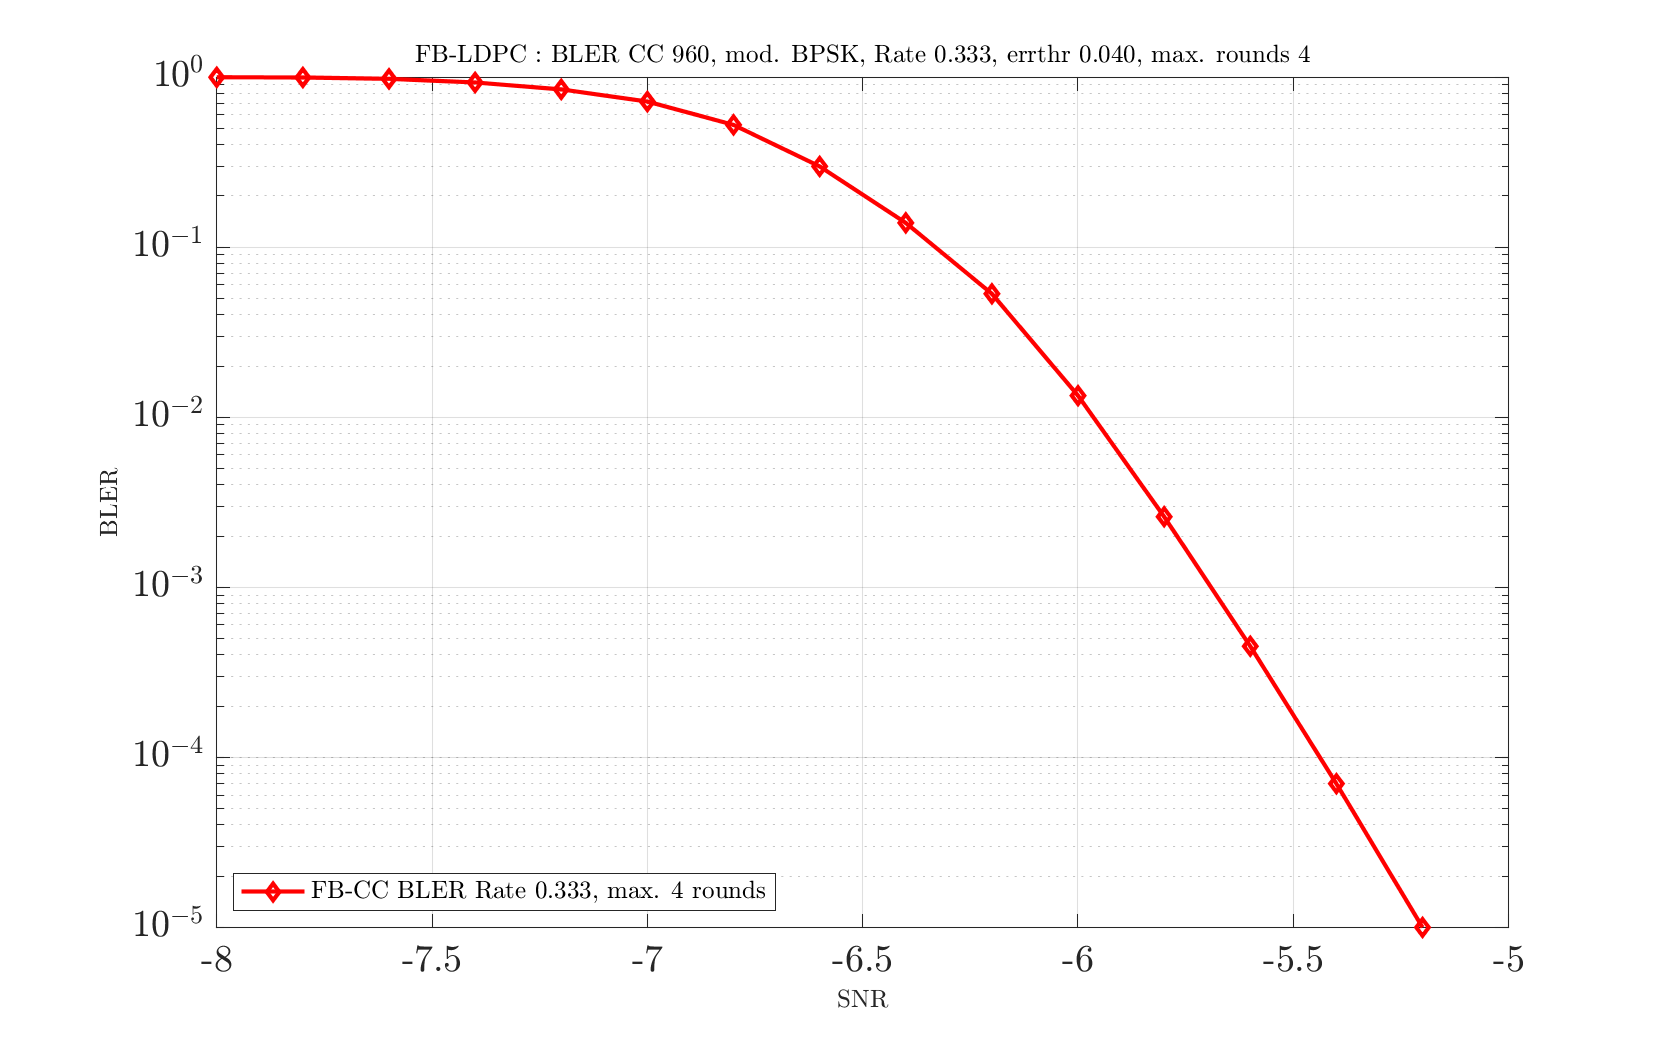 FB-LDPC : BLER CC 960, mod. BPSK, Rate 0.333, errthr 0.040, max. rounds 4
10^0
10^{-1}
10^{-2}
10^{-3}
10^{-4}
10^{-5}
BLER
FB-CC BLER Rate 0.333, max. 4 rounds
-8 -7.5 -7 -6.5 -6 -5.5 -5
SNR